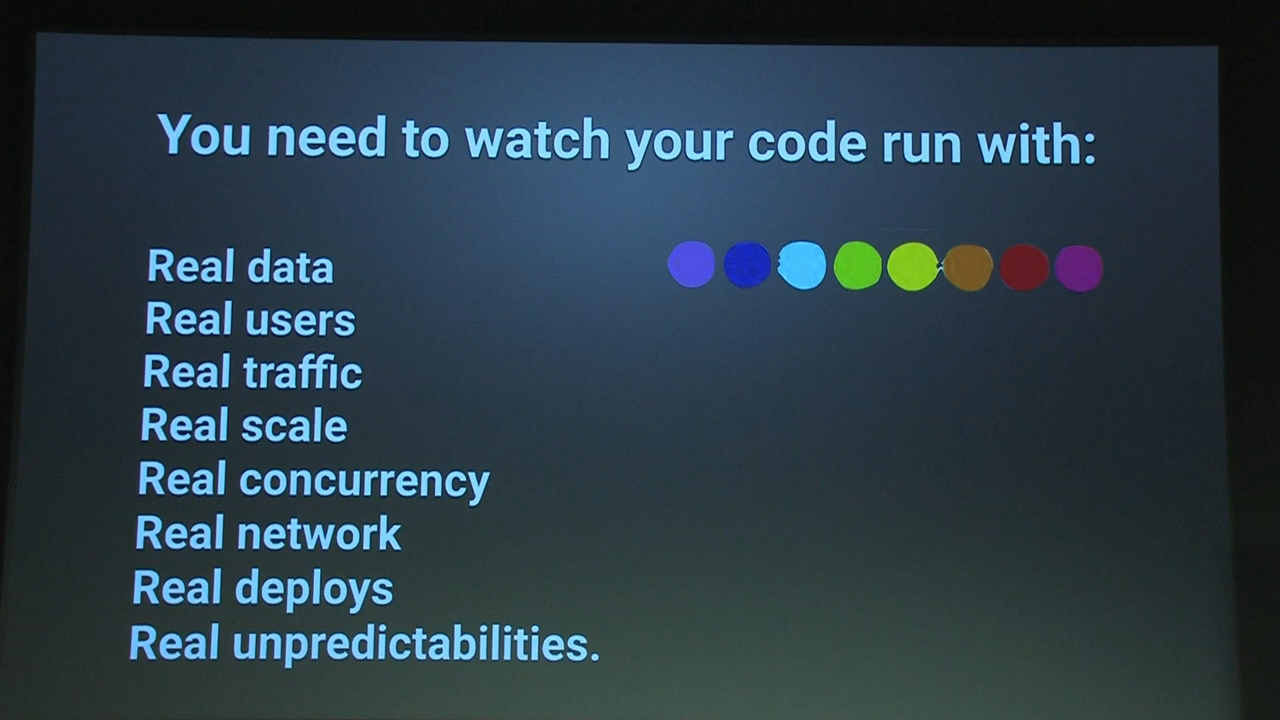 You need to watch your code run with:
Real data
Real users
Real traffic
Real scale
Real concurrency
Real network
Real deploys
Real unpredictabilities.